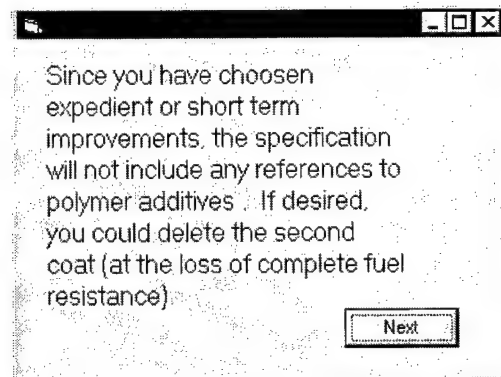 Since you have choosen
expedient or short term
improvements, the specification
will not include any references to
polymer additives . If desired,
you could delete the second
coat (at the loss of complete fuel
resistance)
Next